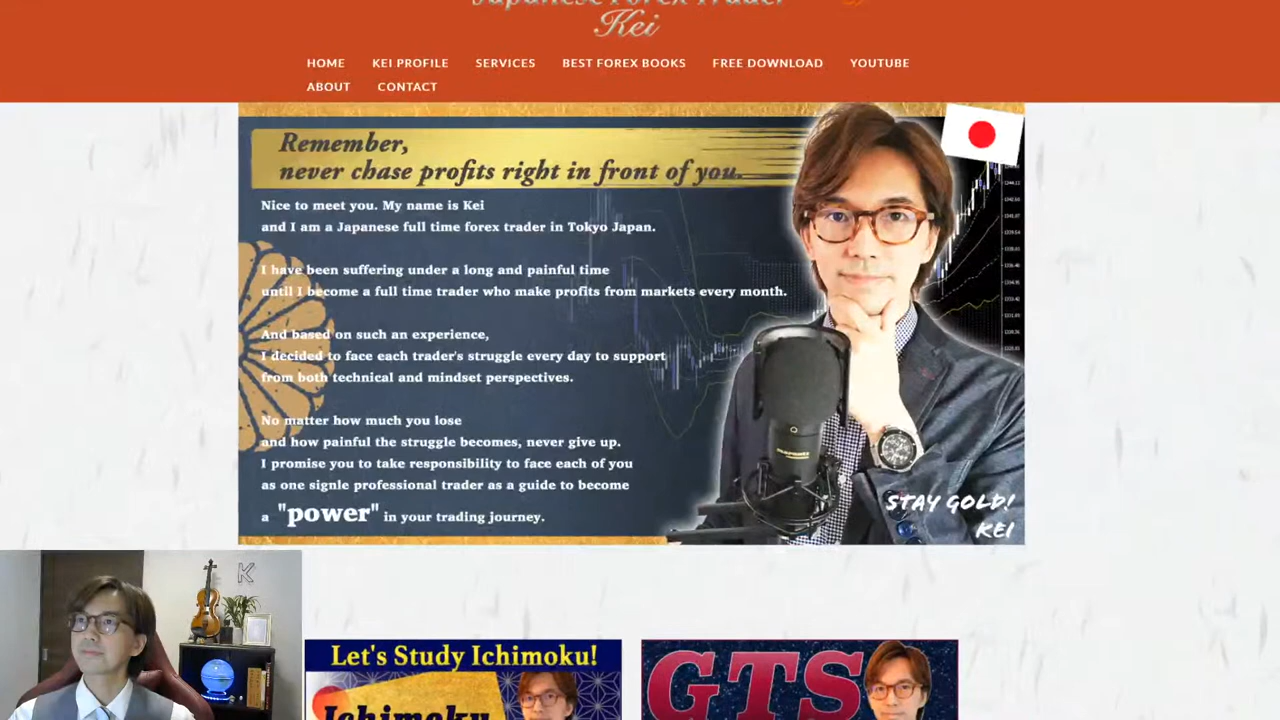 Japanese Forex Trader
Kei
HOME KEI PROFILE SERVICES BEST FOREX BOOKS FREE DOWNLOAD YOUTUBE
ABOUT CONTACT
Remember,
never chase profits right in front of you.
Nice to meet you. My name is Kei
and I am a Japanese full time forex trader in Tokyo Japan.
I have been suffering under a long and painful time
until I become a full time trader who make profits from markets every month.
And based on such an experience,
I decided to face each trader's struggle every day to support
from both technical and mindset perspectives.
No matter how much you lose
and how painful the struggle becomes, never give up.
I promise you to take responsibility to face each of you
as one signle professional trader as a guide to become
a "power" in your trading journey.
STAY GOLD!
KEI
K
Let's Study Ichimoku!
Ichimoku
GTS